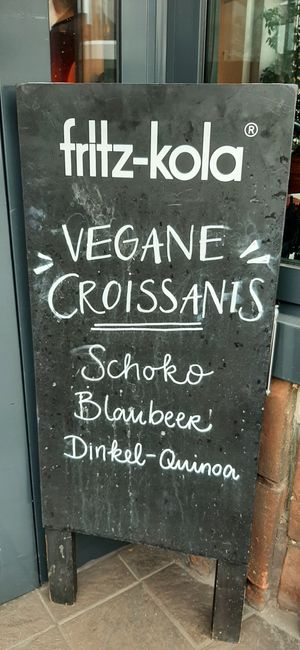 fritz-kola®
VEGANE
CROISSANTS
Schoko
Blaubeer
Dinkel-Quinoa